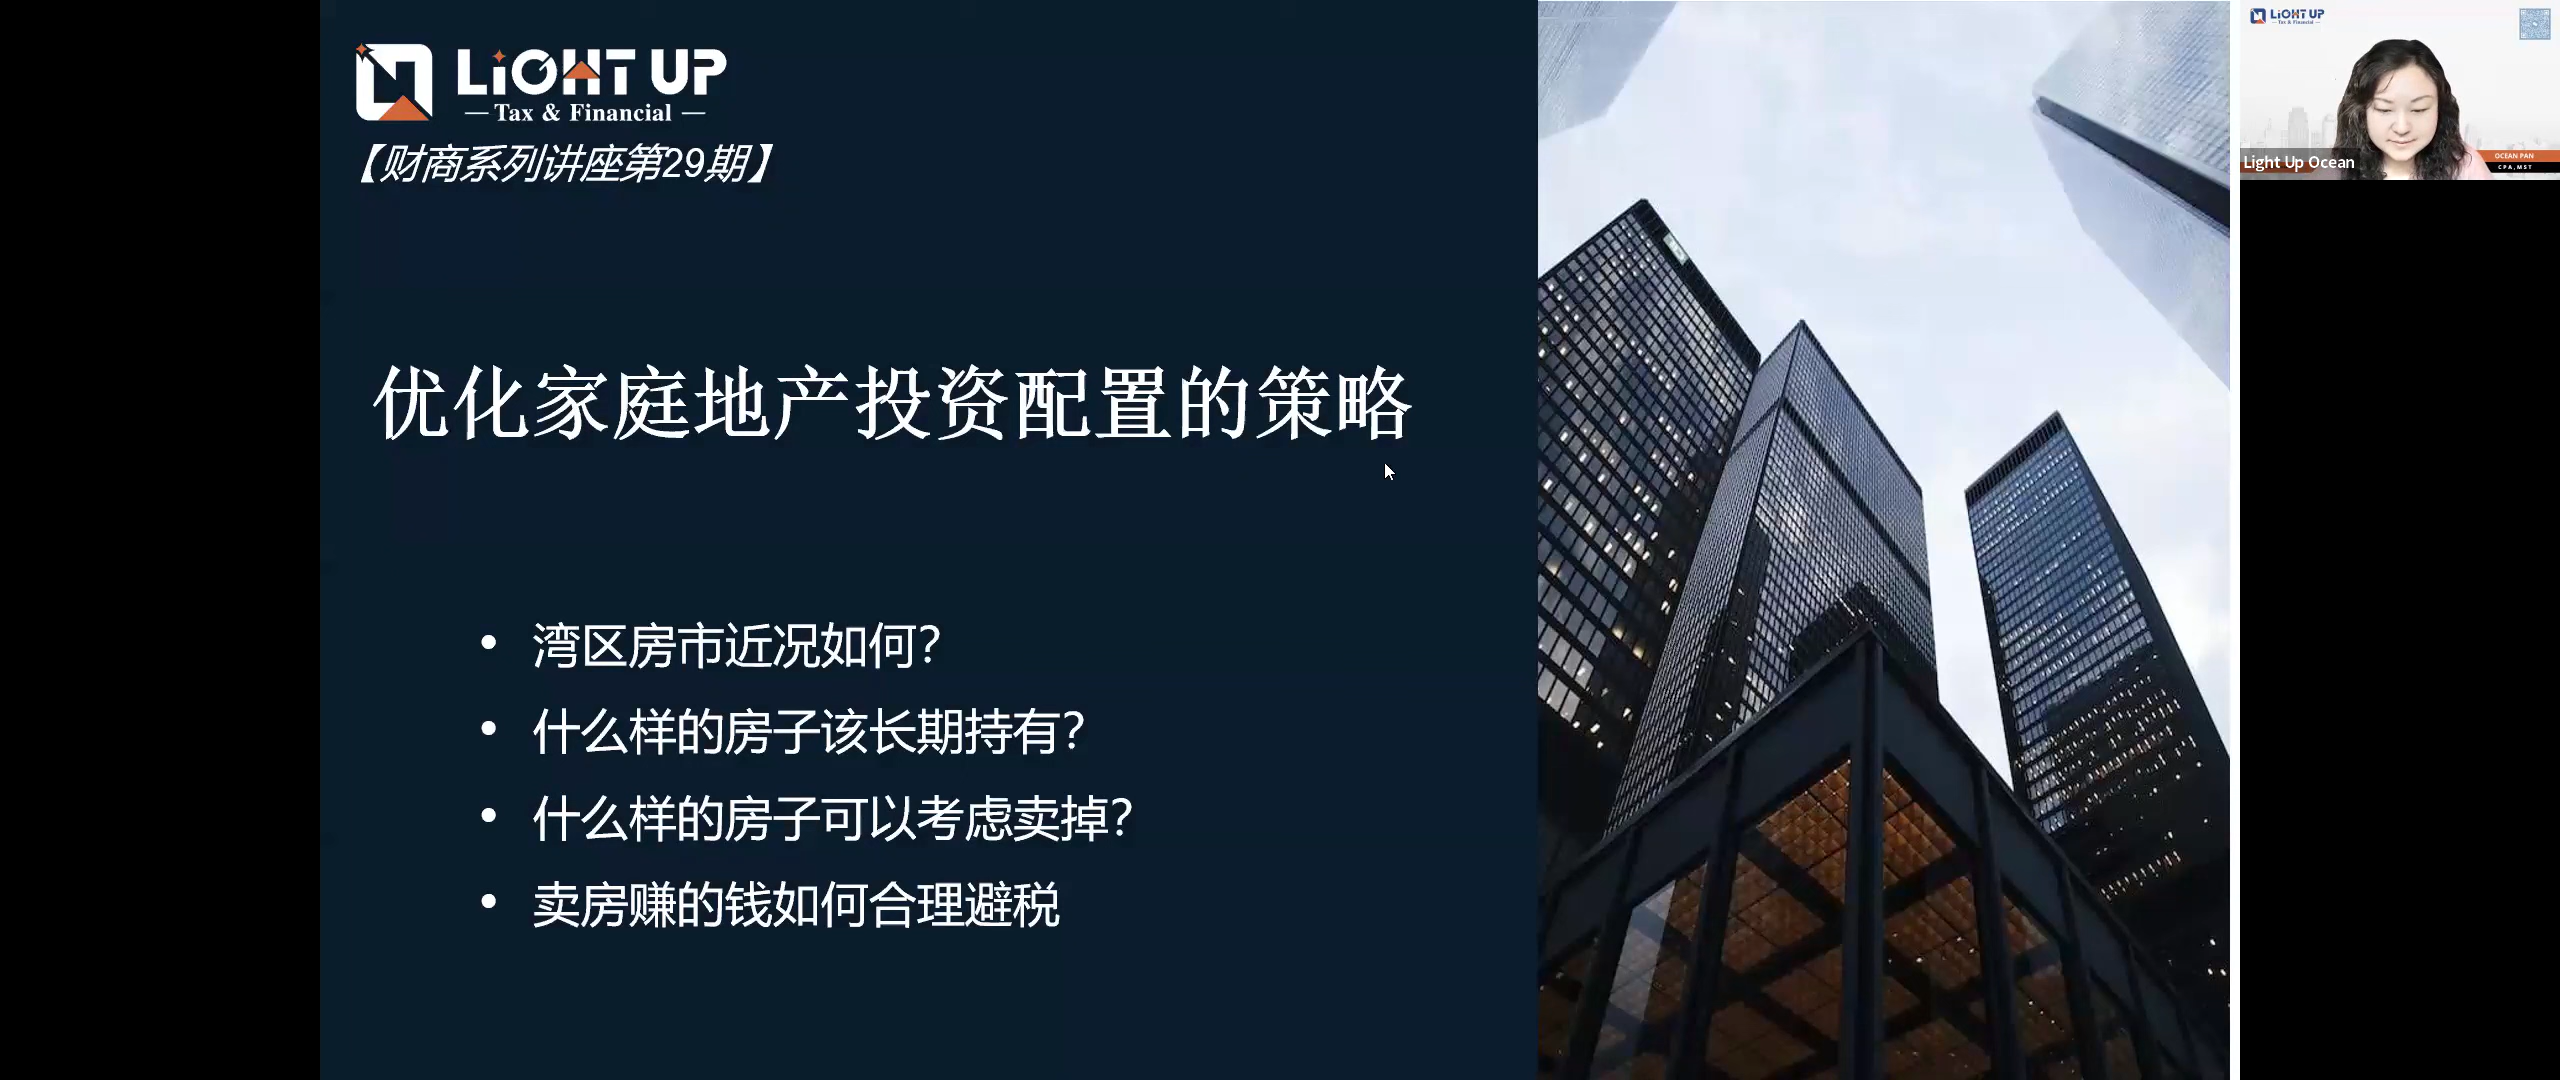 LiGHT UP
Tax & Financial
【财商系列讲座第29期】
优化家庭地产投资配置的策略
• 湾区房市近况如何？
• 什么样的房子该长期持有？
• 什么样的房子可以考虑卖掉？
• 卖房赚的钱如何合理避税
LiGHT UP
Tax & Financial
Light Up Ocean
OCEAN PAN
CPA,MST